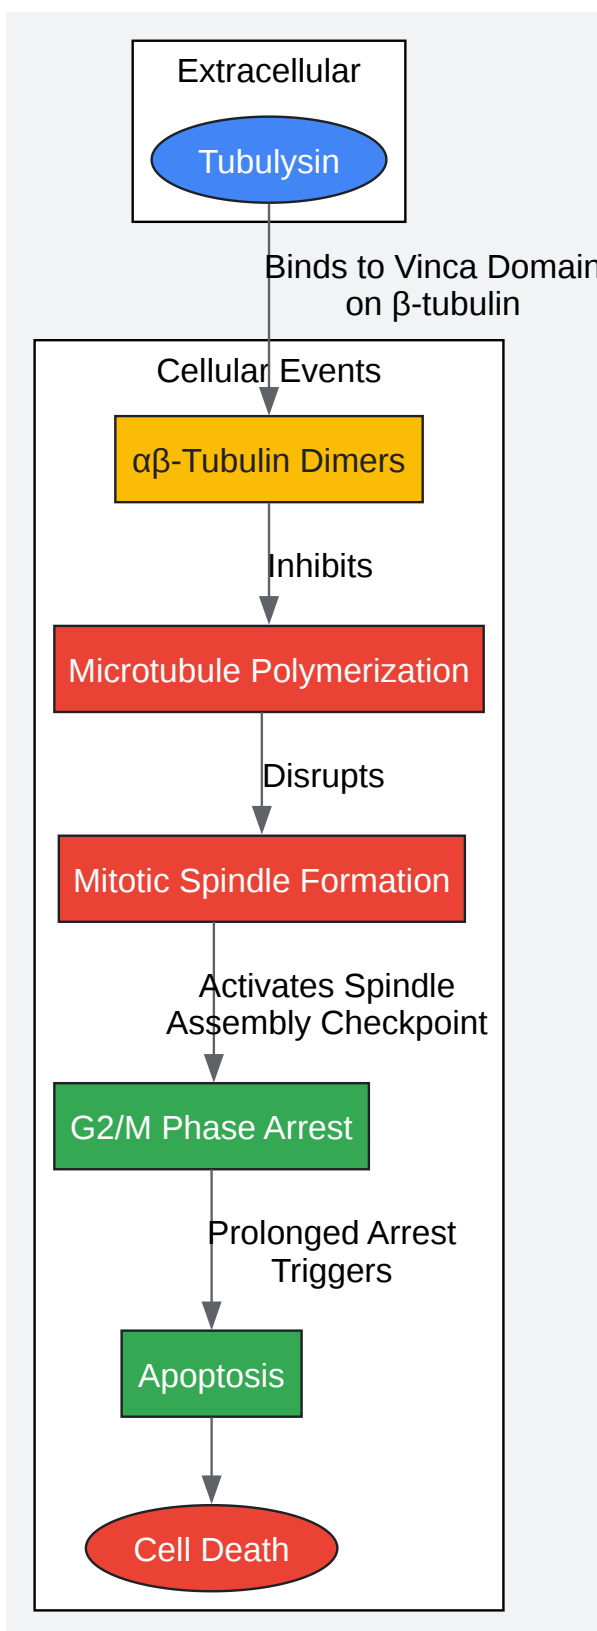 Extracellular
Tubulysin
Binds to Vinca Domain
on β-tubulin
Cellular Events
αβ-Tubulin Dimers
Inhibits
Microtubule Polymerization
Disrupts
Mitotic Spindle Formation
Activates Spindle
Assembly Checkpoint
G2/M Phase Arrest
Prolonged Arrest
Triggers
Apoptosis
Cell Death